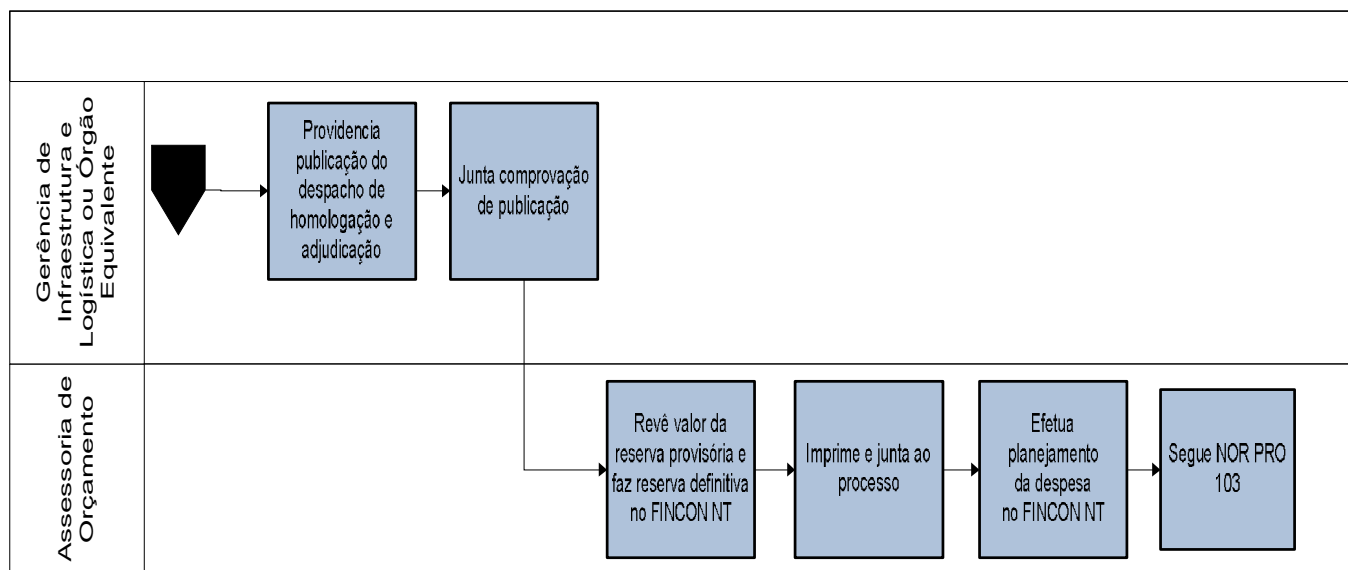 Gerência de
Infraestrutura e
Logística ou Órgão
Equivalente
Providencia
publicação do
despacho de
homologação e
adjudicação
Junta comprovação
de publicação
Assessoria de
Orçamento
Revê valor da
reserva provisória e
faz reserva definitiva
no FINCON NT
Imprime e junta ao
processo
Efetua
planejamento
da despesa
no FINCON NT
Segue NOR PRO
103